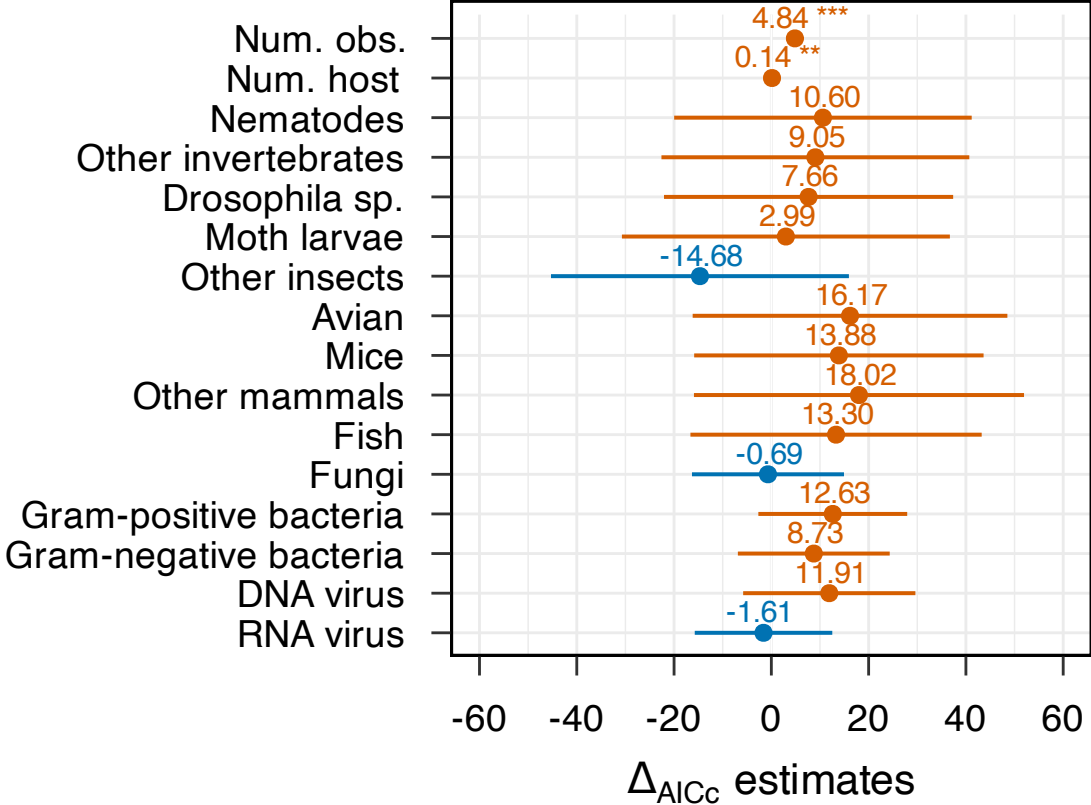 Num. obs. 4.84 ***
Num. host 0.14 **
Nematodes 10.60
Other invertebrates 9.05
Drosophila sp. 7.66
Moth larvae 2.99
Other insects -14.68
Avian 16.17
Mice 13.88
Other mammals 18.02
Fish 13.30
Fungi -0.69
Gram-positive bacteria 12.63
Gram-negative bacteria 8.73
DNA virus 11.91
RNA virus -1.61
-60 -40 -20 0 20 40 60
Δ AICc estimates